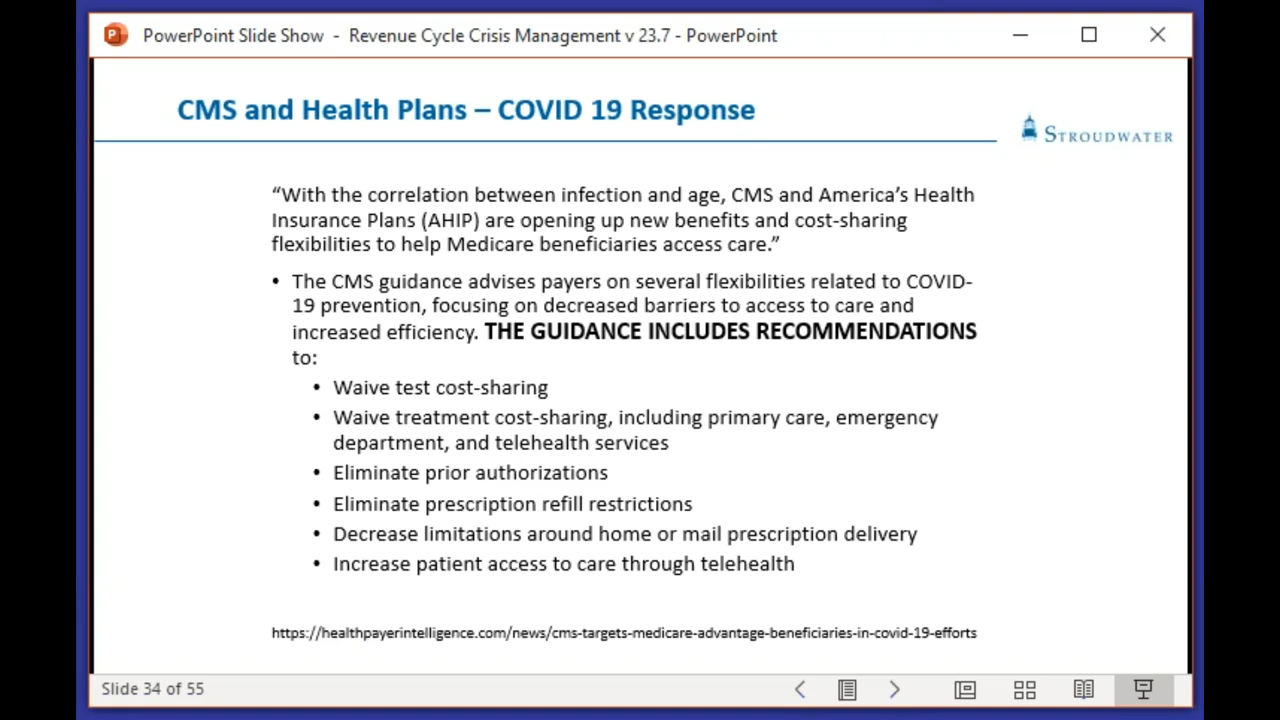 PowerPoint Slide Show - Revenue Cycle Crisis Management v 23.7 - PowerPoint
CMS and Health Plans – COVID 19 Response
STROUDWATER
“With the correlation between infection and age, CMS and America’s Health
Insurance Plans (AHIP) are opening up new benefits and cost-sharing
flexibilities to help Medicare beneficiaries access care.”
• The CMS guidance advises payers on several flexibilities related to COVID-
19 prevention, focusing on decreased barriers to access to care and
increased efficiency. THE GUIDANCE INCLUDES RECOMMENDATIONS
to:
• Waive test cost-sharing
• Waive treatment cost-sharing, including primary care, emergency
department, and telehealth services
• Eliminate prior authorizations
• Eliminate prescription refill restrictions
• Decrease limitations around home or mail prescription delivery
• Increase patient access to care through telehealth
https://healthpayerintelligence.com/news/cms-targets-medicare-advantage-beneficiaries-in-covid-19-efforts
Slide 34 of 55